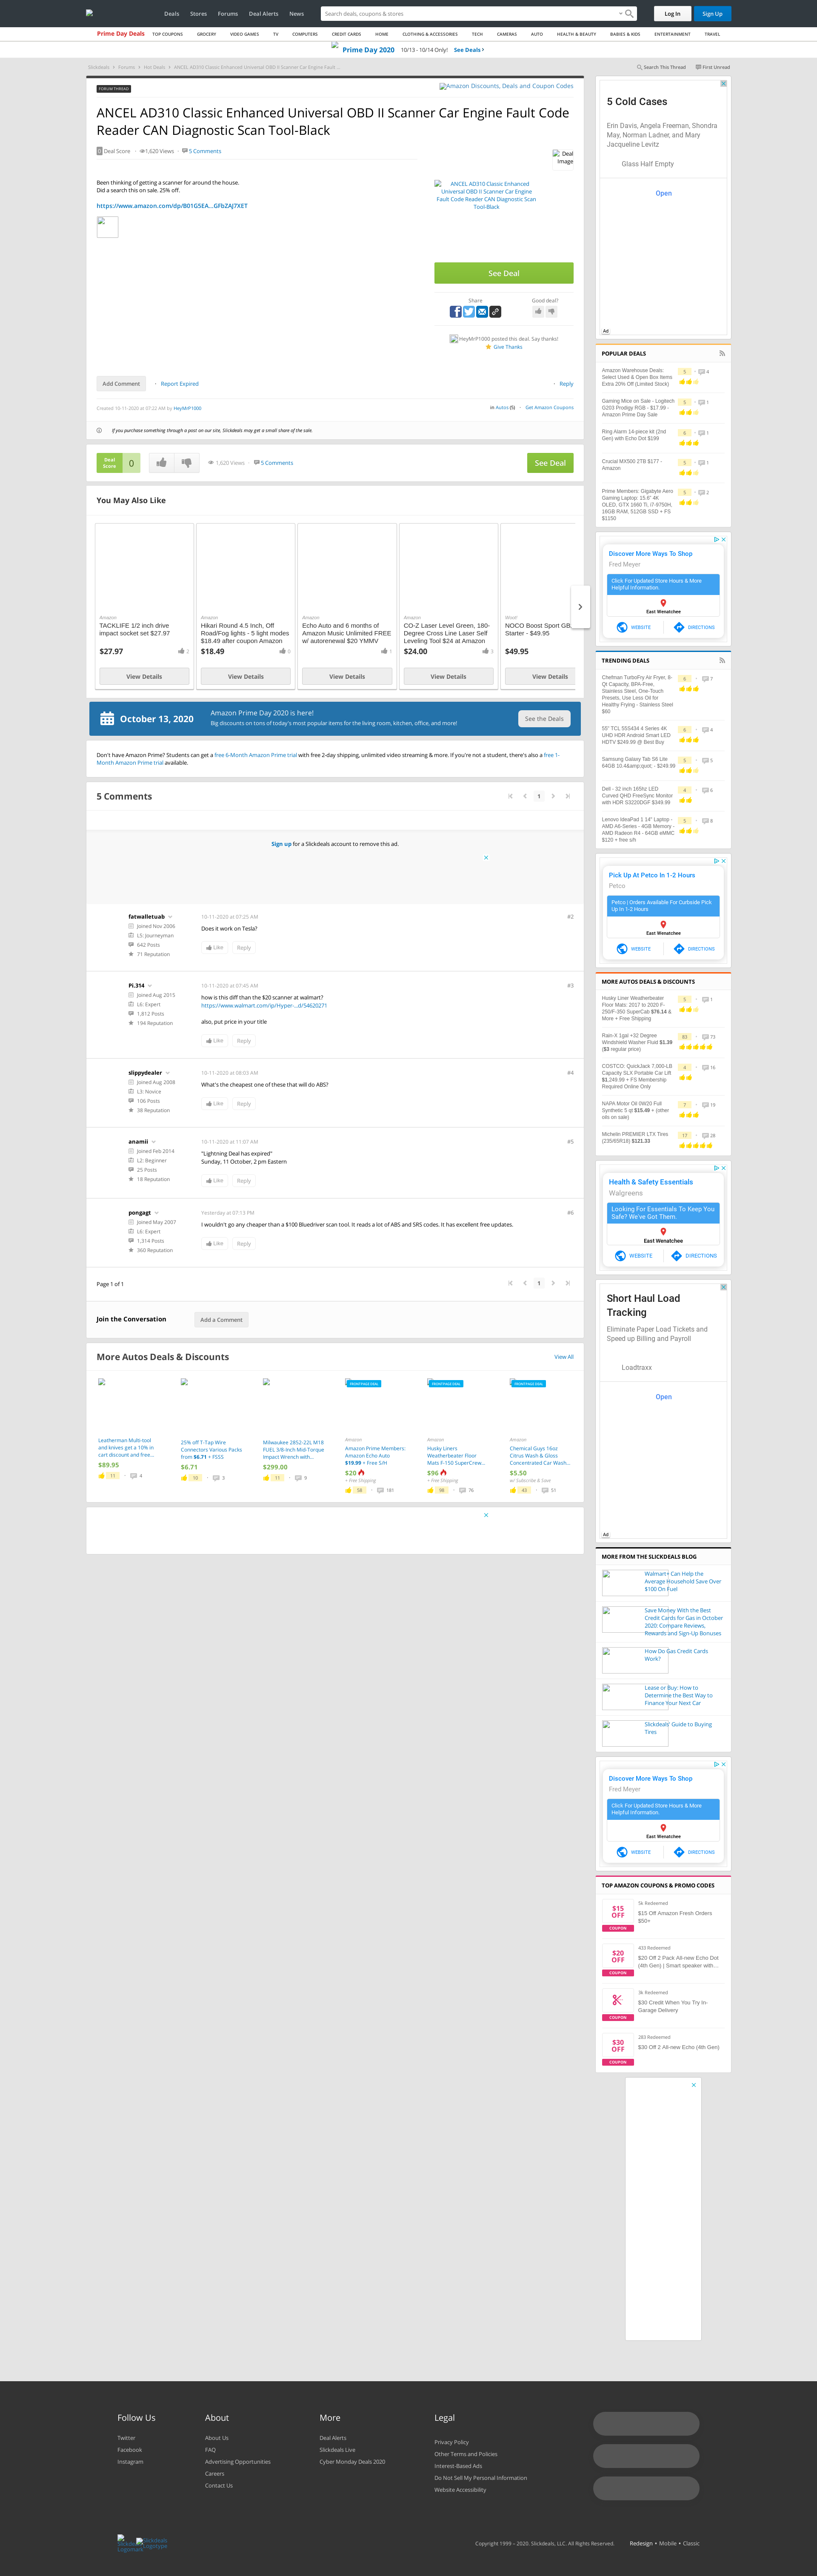 Deals Stores Forums Deal Alerts News
Search deals, coupons & stores
Log In
Sign Up
Prime Day Deals TOP COUPONS GROCERY VIDEO GAMES TV COMPUTERS CREDIT CARDS HOME CLOTHING & ACCESSORIES TECH CAMERAS AUTO HEALTH & BEAUTY BABIES & KIDS ENTERTAINMENT TRAVEL
Prime Day 2020 10/13 - 10/14 Only! See Deals
Slickdeals Forums Hot Deals ANCEL AD310 Classic Enhanced Universal OBD II Scanner Car Engine Fault ...
Search This Thread First Unread
FORUM THREAD
Amazon Discounts, Deals and Coupon Codes
ANCEL AD310 Classic Enhanced Universal OBD II Scanner Car Engine Fault Code
Reader CAN Diagnostic Scan Tool-Black
0 Deal Score 1,620 Views 5 Comments
Deal Image
Been thinking of getting a scanner for around the house,
Did a search this on sale. 25% off.
https://www.amazon.com/dp/B01G5EA...GFbZAJ7XET
ANCEL AD310 Classic Enhanced
Universal OBD II Scanner Car Engine
Fault Code Reader CAN Diagnostic Scan
Tool-Black
See Deal
Share
Good deal?
HeyMrP1000 posted this deal. Say thanks!
Give Thanks
Add Comment Report Expired
Reply
Created 10-11-2020 at 07:22 AM by HeyMrP1000
in Autos (5) Get Amazon Coupons
If you purchase something through a post on our site, Slickdeals may get a small share of the sale.
Deal Score 0
1,620 Views 5 Comments
See Deal
You May Also Like
Amazon
TACKLIFE 1/2 inch drive
impact socket set $27.97
$27.97 2
View Details
Amazon
Hikari Round 4.5 Inch, Off
Road/Fog lights - 5 light modes
$18.49 after coupon Amazon
$18.49 0
View Details
Amazon
Echo Auto and 6 months of
Amazon Music Unlimited FREE
w/ autorenewal $20 YMMV
1
View Details
Amazon
CO-Z Laser Level Green, 180-
Degree Cross Line Laser Self
Leveling Tool $24 at Amazon
$24.00 3
View Details
Woot!
NOCO Boost Sport GB
Starter - $49.95
$49.95
View Details
October 13, 2020
Amazon Prime Day 2020 is here!
Big discounts on tons of today's most popular items for the living room, kitchen, office, and more!
See the Deals
Don't have Amazon Prime? Students can get a free 6-Month Amazon Prime trial with free 2-day shipping, unlimited video streaming & more. If you're not a student, there's also a free 1-
Month Amazon Prime trial available.
5 Comments
1
Sign up for a Slickdeals account to remove this ad.
fatwalletuab
Joined Nov 2006
L5: Journeyman
642 Posts
71 Reputation
10-11-2020 at 07:25 AM
#2
Does it work on Tesla?
Like Reply
Pi.314
Joined Aug 2015
L6: Expert
1,812 Posts
194 Reputation
10-11-2020 at 07:45 AM
#3
how is this diff than the $20 scanner at walmart?
https://www.walmart.com/ip/Hyper-...d/54620271
also, put price in your title
Like Reply
slippydealer
Joined Aug 2008
L3: Novice
106 Posts
38 Reputation
10-11-2020 at 08:03 AM
#4
What's the cheapest one of these that will do ABS?
Like Reply
anamii
Joined Feb 2014
L2: Beginner
25 Posts
18 Reputation
10-11-2020 at 11:07 AM
#5
"Lightning Deal has expired"
Sunday, 11 October, 2 pm Eastern
Like Reply
pongagt
Joined May 2007
L6: Expert
1,314 Posts
360 Reputation
Yesterday at 07:13 PM
#6
I wouldn't go any cheaper than a $100 Bluedriver scan tool. It reads a lot of ABS and SRS codes. It has excellent free updates.
Like Reply
Page 1 of 1
1
Join the Conversation
Add a Comment
More Autos Deals & Discounts
View All
Leatherman Multi-tool
and knives get a 10% in
cart discount and free...
$89.95
11 4
25% off T-Tap Wire
Connectors Various Packs
from $6.71 + FSSS
$6.71
10 3
Milwaukee 2852-22L M18
FUEL 3/8-Inch Mid-Torque
Impact Wrench with...
$299.00
11 9
FRONTPAGE DEAL
Amazon
Amazon Prime Members:
Amazon Echo Auto
$19.99 + Free S/H
$20
+ Free Shipping
58 181
FRONTPAGE DEAL
Amazon
Husky Liners
Weatherbeater Floor
Mats F-150 SuperCrew...
$96
+ Free Shipping
98 76
FRONTPAGE DEAL
Amazon
Chemical Guys 16oz
Citrus Wash & Gloss
Concentrated Car Wash...
$5.50
w/ Subscribe & Save
43 51
5 Cold Cases
Erin Davis, Angela Freeman, Shondra
May, Norman Ladner, and Mary
Jacqueline Levitz
Glass Half Empty
Open
Ad
POPULAR DEALS
Amazon Warehouse Deals:
Select Used & Open Box Items
Extra 20% Off (Limited Stock)
5 4
Gaming Mice on Sale - Logitech
G203 Prodigy RGB - $17.99 -
Amazon Prime Day Sale
5 1
Ring Alarm 14-piece kit (2nd
Gen) with Echo Dot $199
6 1
Crucial MX500 2TB $177 -
Amazon
5 1
Prime Members: Gigabyte Aero
Gaming Laptop: 15.6" 4K
OLED, GTX 1660 Ti, i7-9750H,
16GB RAM, 512GB SSD + FS
$1150
5 2
Discover More Ways To Shop
Fred Meyer
Click For Updated Store Hours & More
Helpful Information.
East Wenatchee
WEBSITE DIRECTIONS
TRENDING DEALS
Chefman TurboFry Air Fryer, 8-
Qt Capacity, BPA-Free,
Stainless Steel, One-Touch
Presets, Use Less Oil for
Healthy Frying - Stainless Steel
$60
6 7
55" TCL 55S434 4 Series 4K
UHD HDR Android Smart LED
HDTV $249.99 @ Best Buy
6 4
Samsung Galaxy Tab S6 Lite
64GB 10.4&amp;quot; - $249.99
5 5
Dell - 32 inch 165hz LED
Curved QHD FreeSync Monitor
with HDR S3220DGF $349.99
4 6
Lenovo IdeaPad 1 14" Laptop -
AMD A6-Series - 4GB Memory -
AMD Radeon R4 - 64GB eMMC
$120 + free s/h
5 8
Pick Up At Petco In 1-2 Hours
Petco
Petco | Orders Available For Curbside Pick
Up In 1-2 Hours
East Wenatchee
WEBSITE DIRECTIONS
MORE AUTOS DEALS & DISCOUNTS
Husky Liner Weatherbeater
Floor Mats: 2017 to 2020 F-
250/F-350 SuperCab $76.14 &
More + Free Shipping
5 1
Rain-X 1gal +32 Degree
Windshield Washer Fluid $1.39
($3 regular price)
83 73
COSTCO: QuickJack 7,000-LB
Capacity SLX Portable Car Lift
$1,249.99 + FS Membership
Required Online Only
4 16
NAPA Motor Oil 09820 Full
Synthetic 5 qt $15.49 + (other
oils on sale)
7 19
Michelin PREMIER LTX Tires
(235/65R18) $121.33
17 28
Health & Safety Essentials
Walgreens
Looking For Essentials To Keep You
Safe? We've Got Them.
East Wenatchee
WEBSITE DIRECTIONS
Short Haul Load
Tracking
Eliminate Paper Load Tickets and
Speed up Billing and Payroll
Loadtraxx
Open
Ad
MORE FROM THE SLICKDEALS BLOG
Walmart+ Can Help the
Average Household Save Over
$100 On Fuel
Save Money With the Best
Credit Cards for Gas in October
2020: Compare Reviews,
Rewards and Sign-Up Bonuses
How Do Gas Credit Cards
Work?
Lease or Buy: How to
Determine the Best Way to
Finance Your Next Car
Slickdeals' Guide to Buying
Tires
Discover More Ways To Shop
Fred Meyer
Click For Updated Store Hours & More
Helpful Information.
East Wenatchee
WEBSITE DIRECTIONS
TOP AMAZON COUPONS & PROMO CODES
$15 OFF
COUPON
5k Redeemed
$15 Off Amazon Fresh Orders
$50+
$20 OFF
COUPON
433 Redeemed
$20 Off 2 Pack All-new Echo Dot
(4th Gen) | Smart speaker with...
COUPON
3k Redeemed
$30 Credit When You Try In-
Garage Delivery
$30 OFF
COUPON
283 Redeemed
$30 Off 2 All-new Echo (4th Gen)
Follow Us
Twitter
Facebook
Instagram
About
About Us
FAQ
Advertising Opportunities
Careers
Contact Us
More
Deal Alerts
Slickdeals Live
Cyber Monday Deals 2020
Legal
Privacy Policy
Other Terms and Policies
Interest-Based Ads
Do Not Sell My Personal Information
Website Accessibility
Slickdeals Logomark
Slickdeals Logotype
Copyright 1999 - 2020. Slickdeals, LLC. All Rights Reserved. Redesign • Mobile • Classic